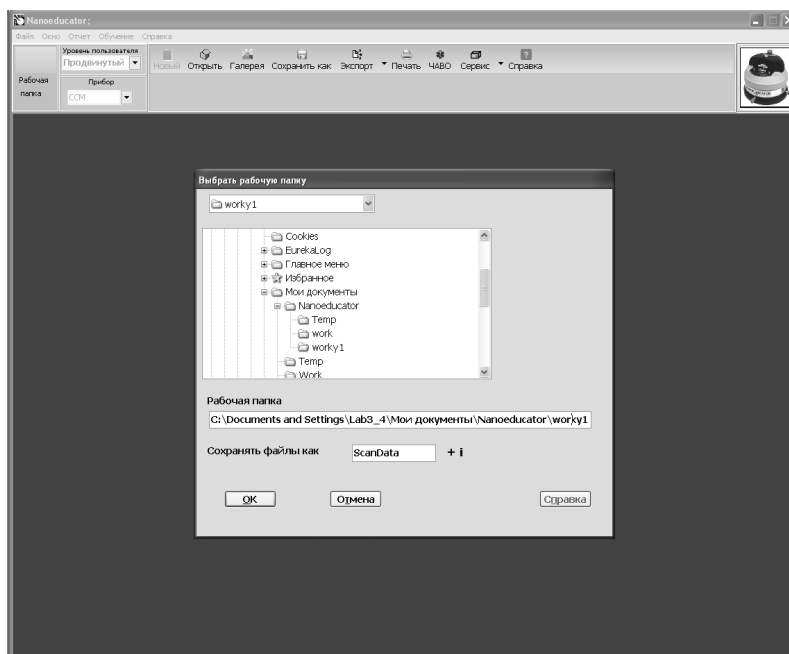 Nanoeducator;
Файл Окно Отчет Обучение Справка
Уровень пользователя
Продвинутый
Рабочая папка
Прибор
ССМ
Новый Открыть Галерея Сохранить как Экспорт Печать ЧАВО Сервис Справка
Выбрать рабочую папку
worky1
Cookies
EurekaLog
Главное меню
Избранное
Мои документы
Nanoeducator
Temp
work
worky1
Temp
Work
Рабочая папка
C:\Documents and Settings\Lab3_4\Мои документы\Nanoeducator\worky1
Сохранять файлы как ScanData + i
OK Отмена Справка